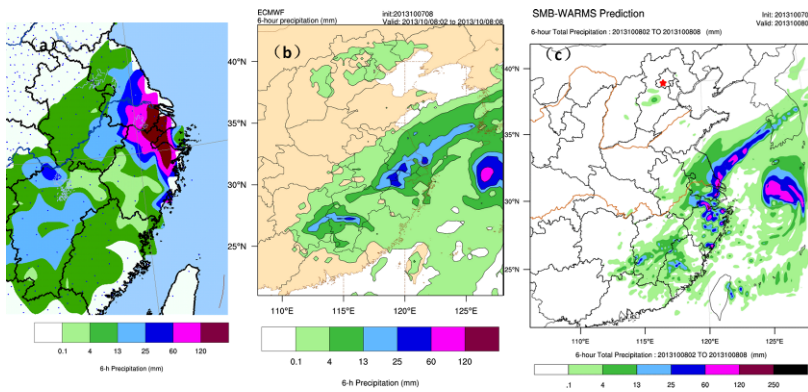 a
0.1 4 13 25 60 120
6-h Precipitation (mm)
ECMWF
6-hour precipitation (mm)
init:2013100708
Valid: 2013/10/08:02 to 2013/10/08:08
(b)
40°N
35°N
30°N
25°N
110°E 115°E 120°E 125°E
0.1 4 13 25 60 120
6-h Precipitation (mm)
SMB-WARMS Prediction
Init: 201310070
Valid: 201310080
6-hour Total Precipitation : 2013100802 TO 2013100808 (mm)
(c)
40°N
35°N
30°N
25°N
110°E 115°E 120°E 125°E
6-hour Total Precipitation : 2013100802 TO 2013100808 (mm)
.1 4 13 25 60 120 250